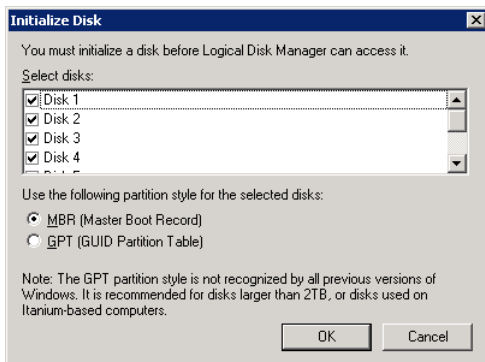 Initialize Disk
You must initialize a disk before Logical Disk Manager can access it.
Select disks:
Disk 1
Disk 2
Disk 3
Disk 4
Use the following partition style for the selected disks:
MBR (Master Boot Record)
GPT (GUID Partition Table)
Note: The GPT partition style is not recognized by all previous versions of
Windows. It is recommended for disks larger than 2TB, or disks used on
Itanium-based computers.
OK Cancel